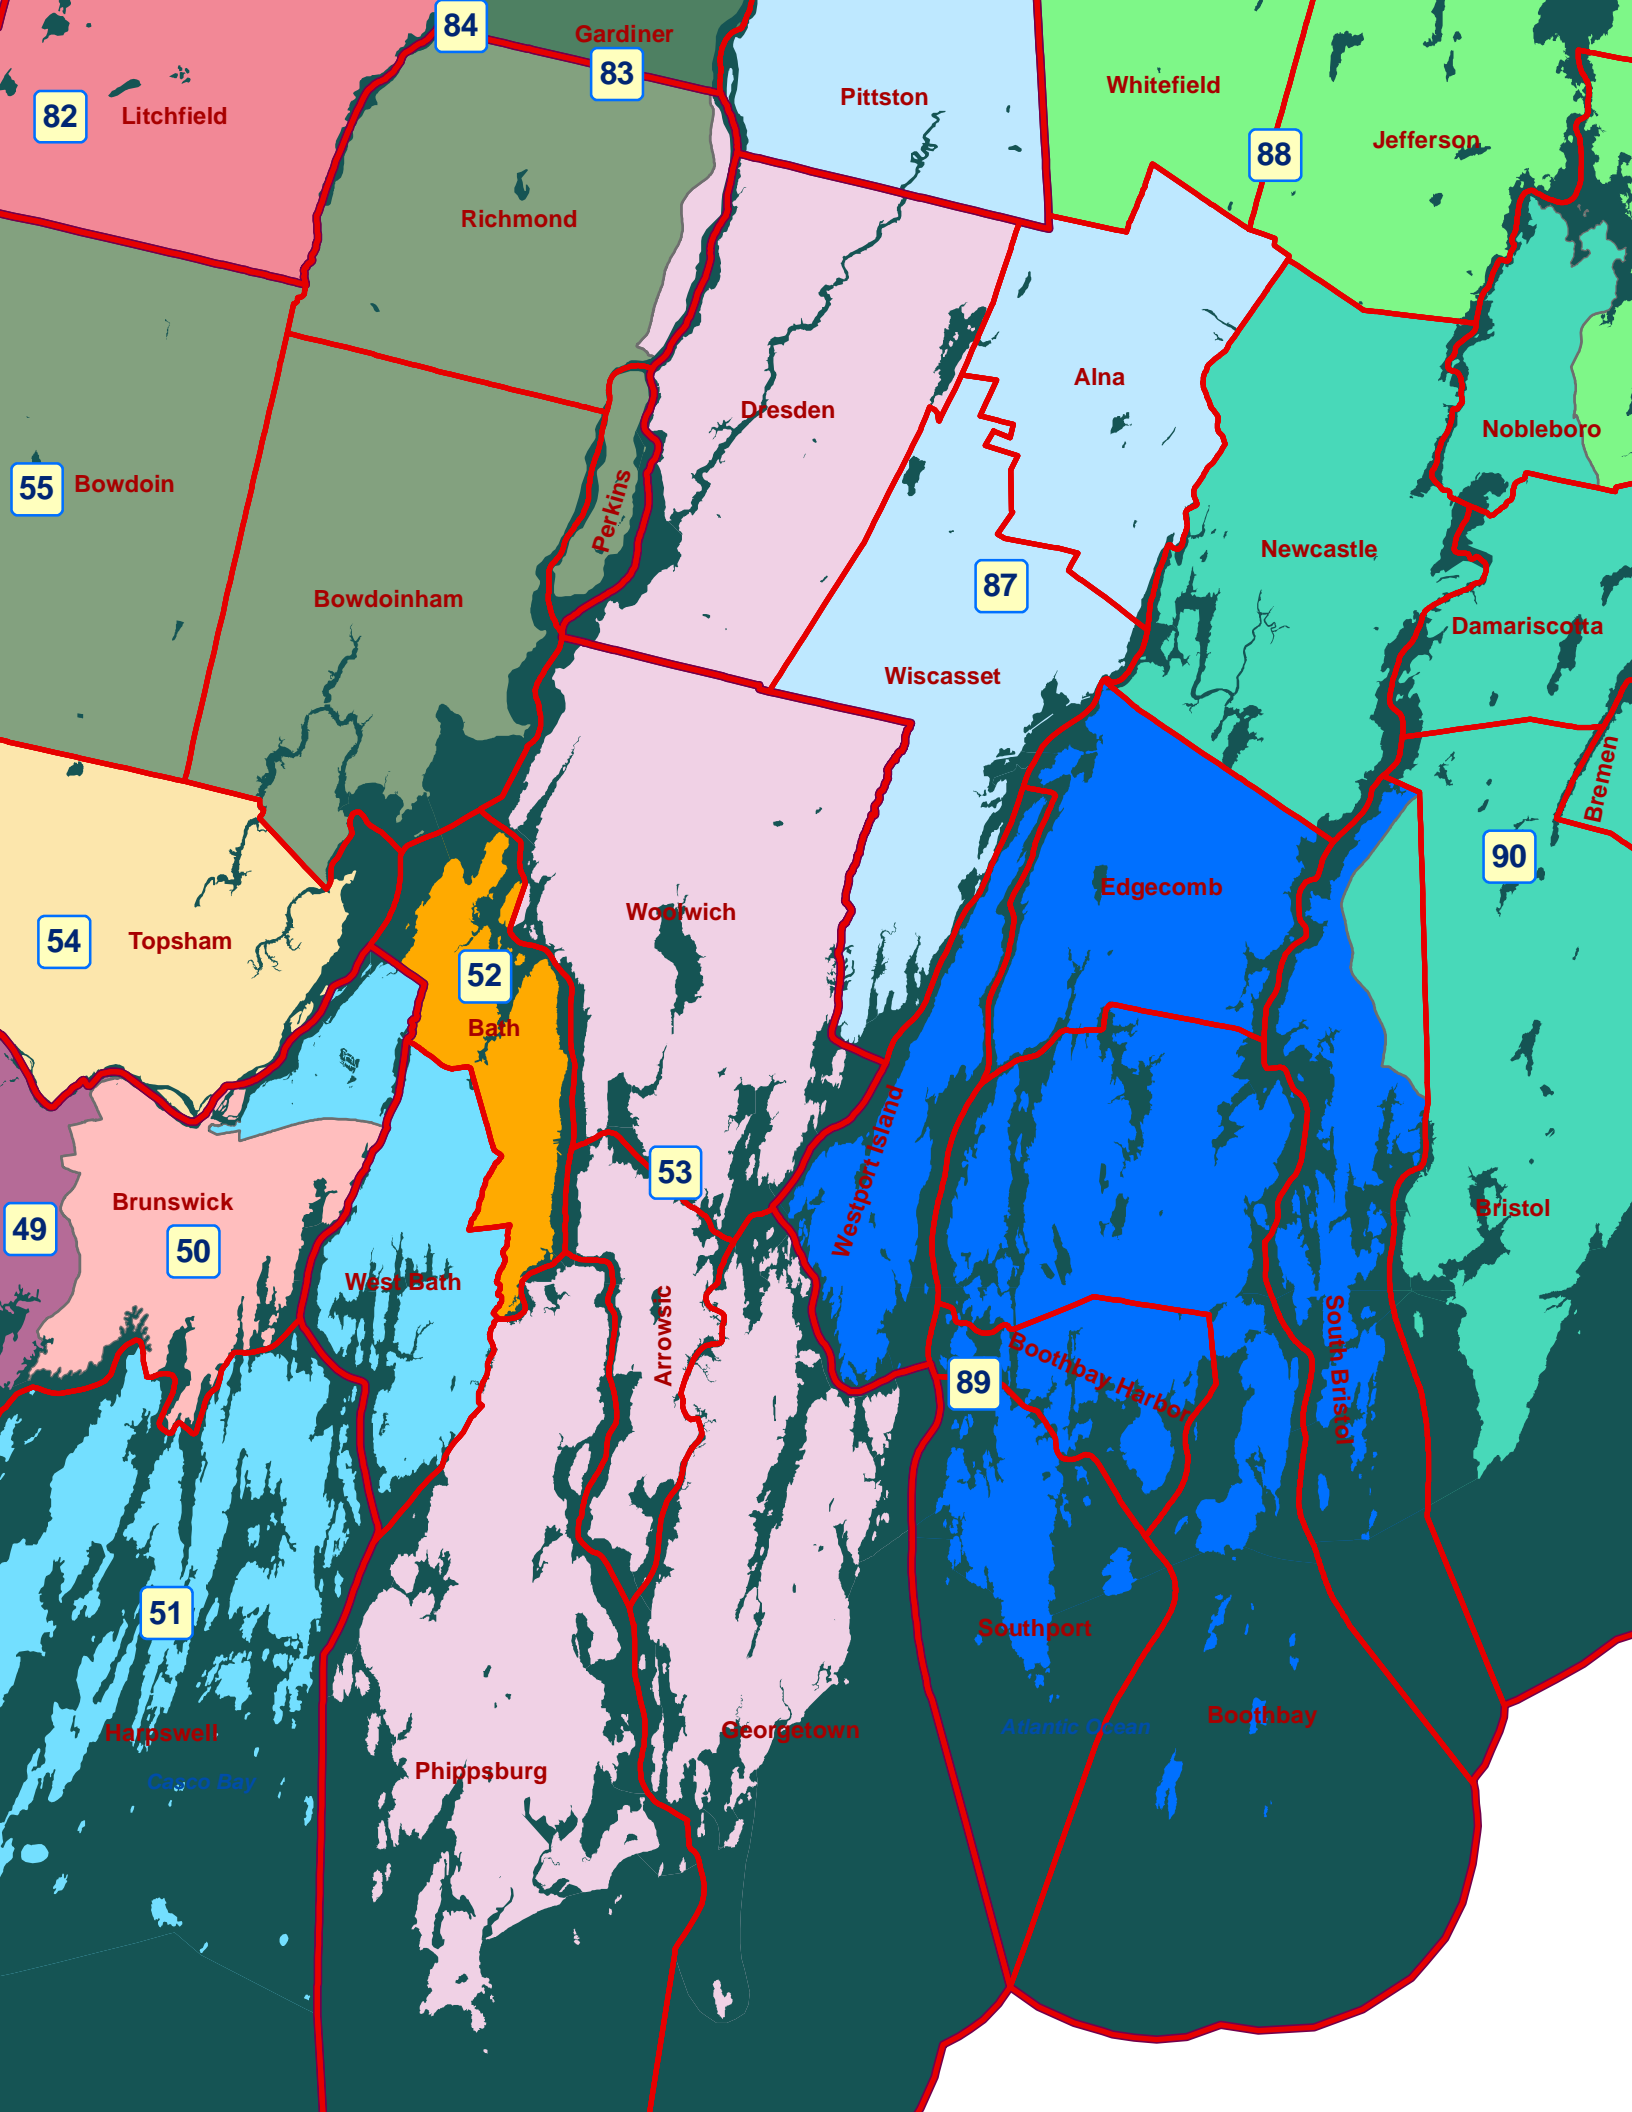 84
Gardiner
83
Pittston
Whitefield
82
Litchfield
Jefferson
88
Richmond
Alna
Dresden
Nobleboro
55
Bowdoin
Perkins
Newcastle
87
Bowdoinham
Damariscotta
Wiscasset
Bremen
90
Edgecomb
Woolwich
54
Topsham
52
Bath
Westport Island
53
Brunswick
Bristol
49
50
West Bath
Arrowsic
South Bristol
Boothbay Harbor
89
51
Southport
Harpswell
Georgetown
Atlantic Ocean
Boothbay
Phippsburg
Casco Bay